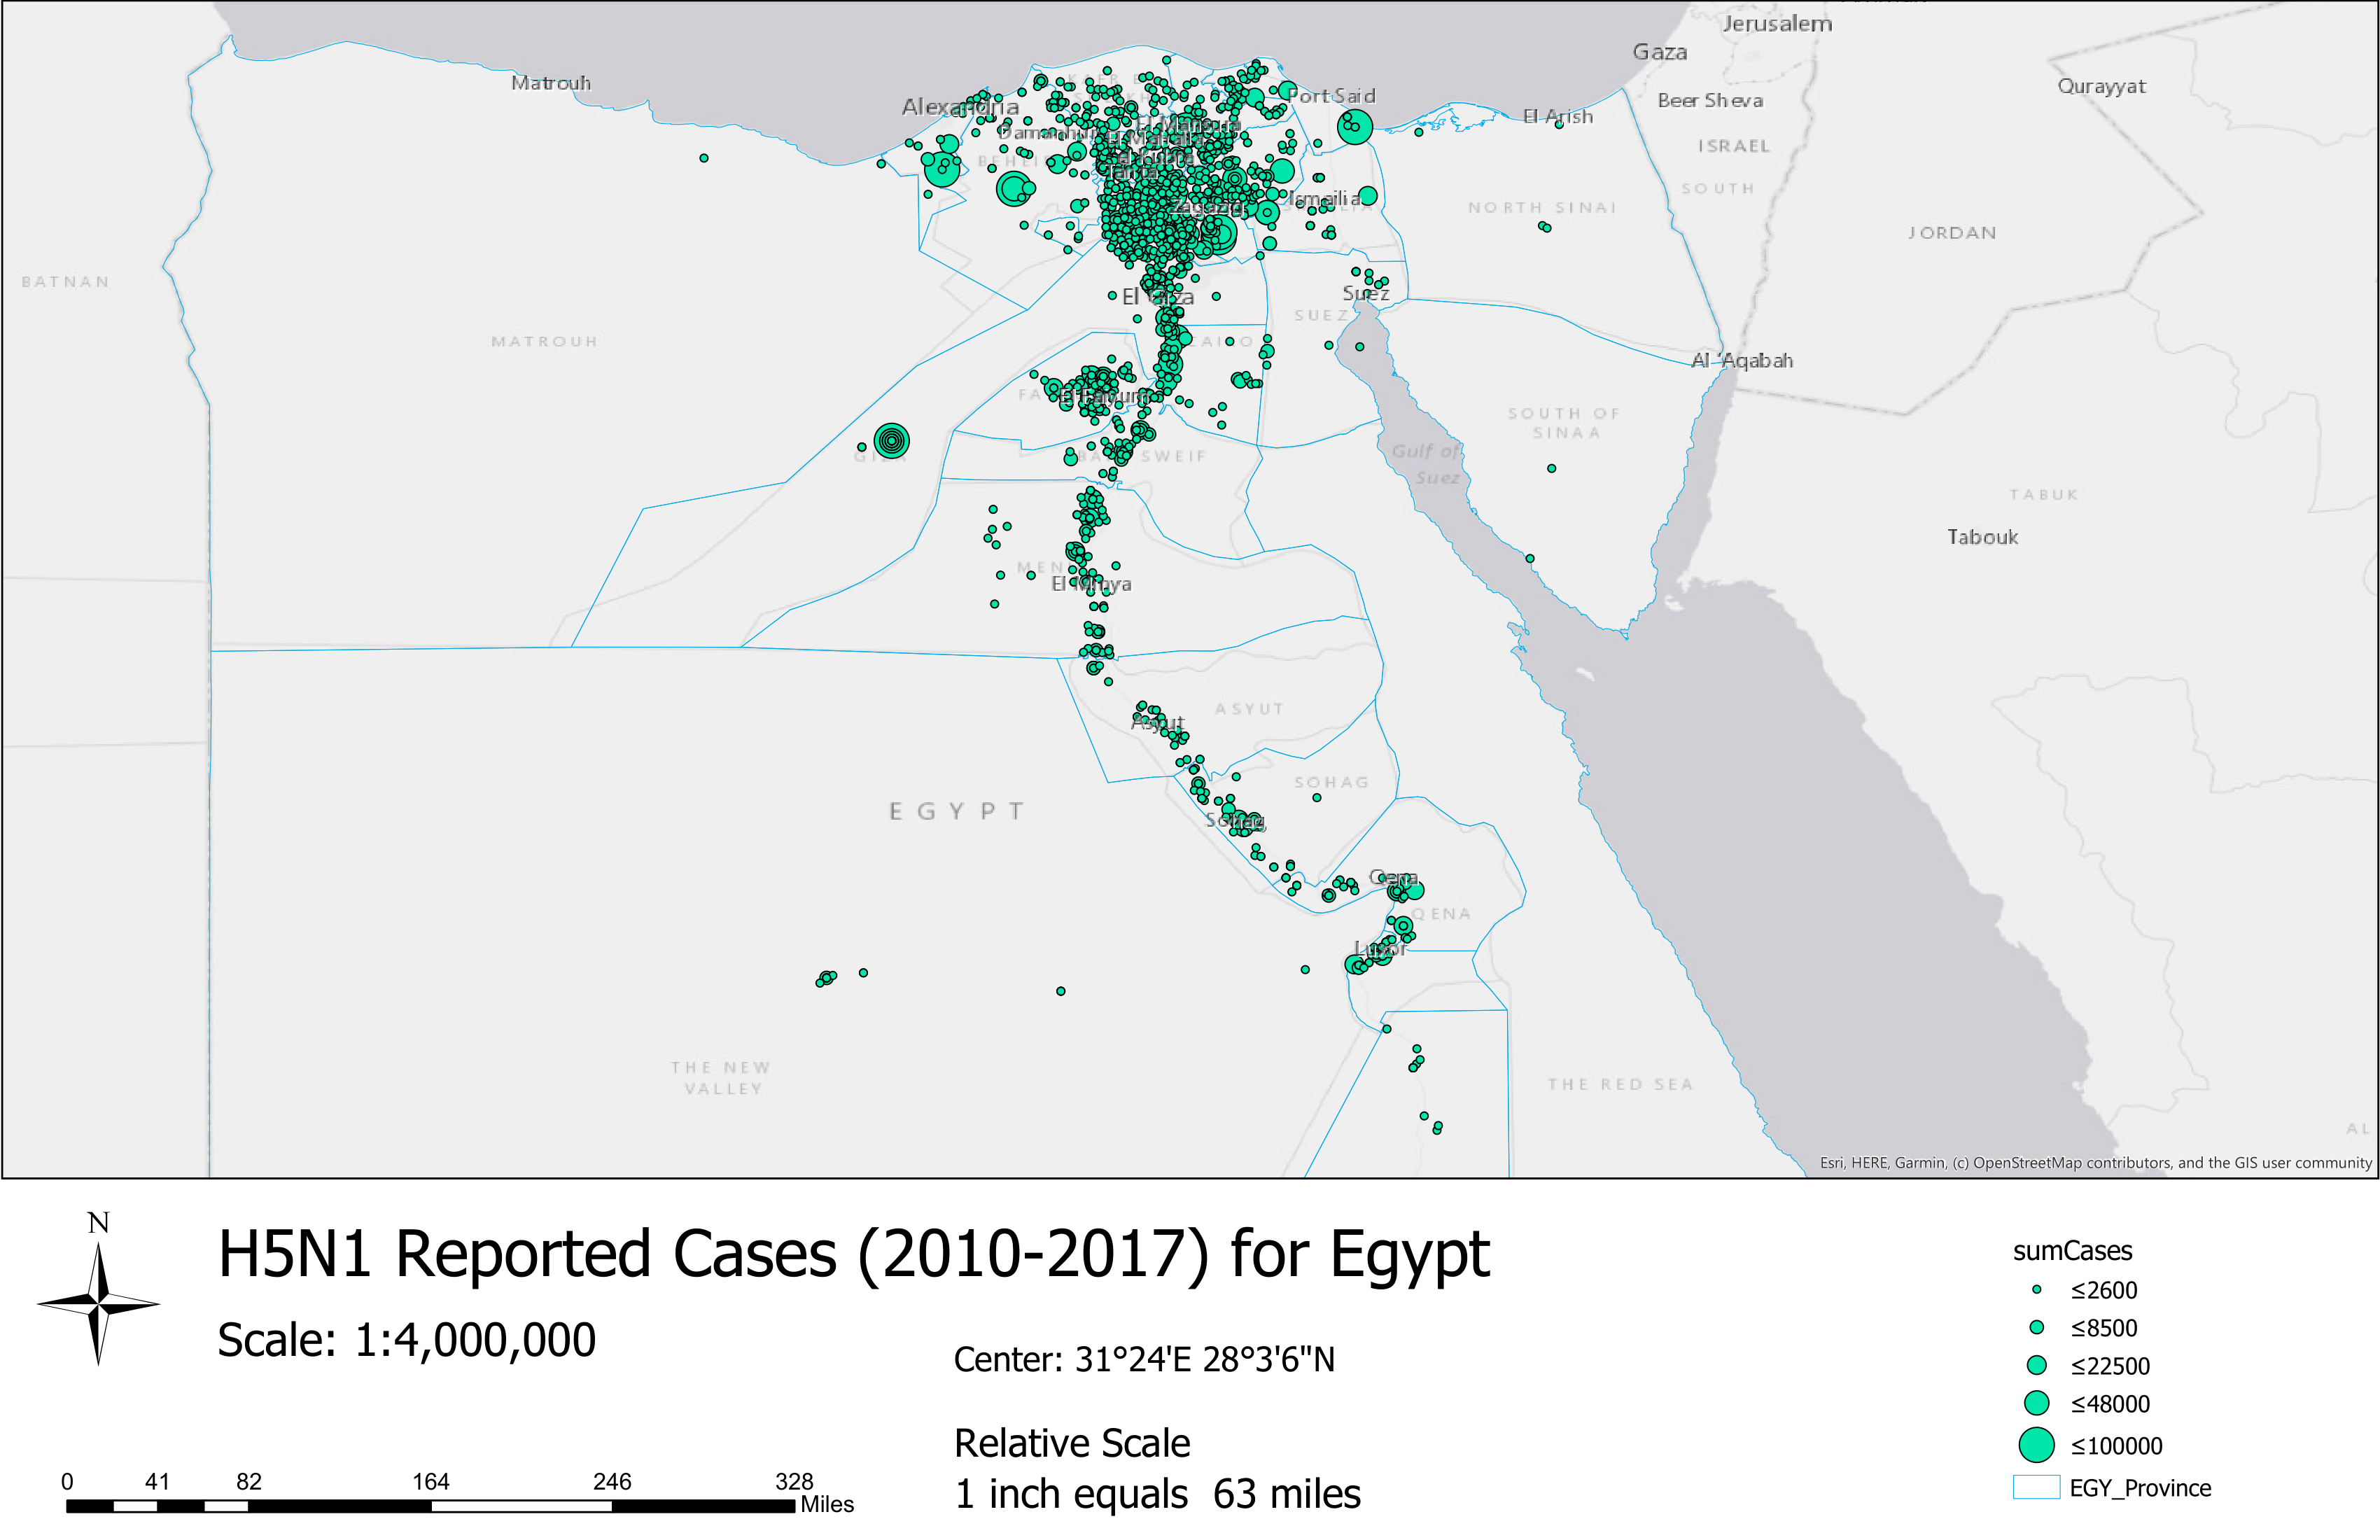 Jerusalem
Gaza
Matrouh
Qurayyat
Port Said
Beer Sheva
Alexandria
El Arish
El Mansura
Damanhur
ISRAEL
BEHEIRA
Tanta
SOUTH
Ismailia
Zagazig
NORTH SINAI
JORDAN
BATNAN
El Giza
Suez
SUEZ
MATROUH
CAIRO
Al 'Aqabah
El Fayum
SOUTH OF
SINAA
Gulf of
Suez
GIZA
SWEIF
TABUK
Tabouk
El Minya
ASYUT
Asyut
SOHAG
EGYPT
Sohag
Qena
QENA
Luxor
THE NEW
VALLEY
THE RED SEA
AL
Esri, HERE, Garmin, (c) OpenStreetMap contributors, and the GIS user community
N
H5N1 Reported Cases (2010-2017) for Egypt
Scale: 1:4,000,000
Center: 31°24'E 28°3'6"N
Relative Scale
1 inch equals 63 miles
0 41 82 164 246 328
Miles
sumCases
≤2600
≤8500
≤22500
≤48000
≤100000
EGY_Province